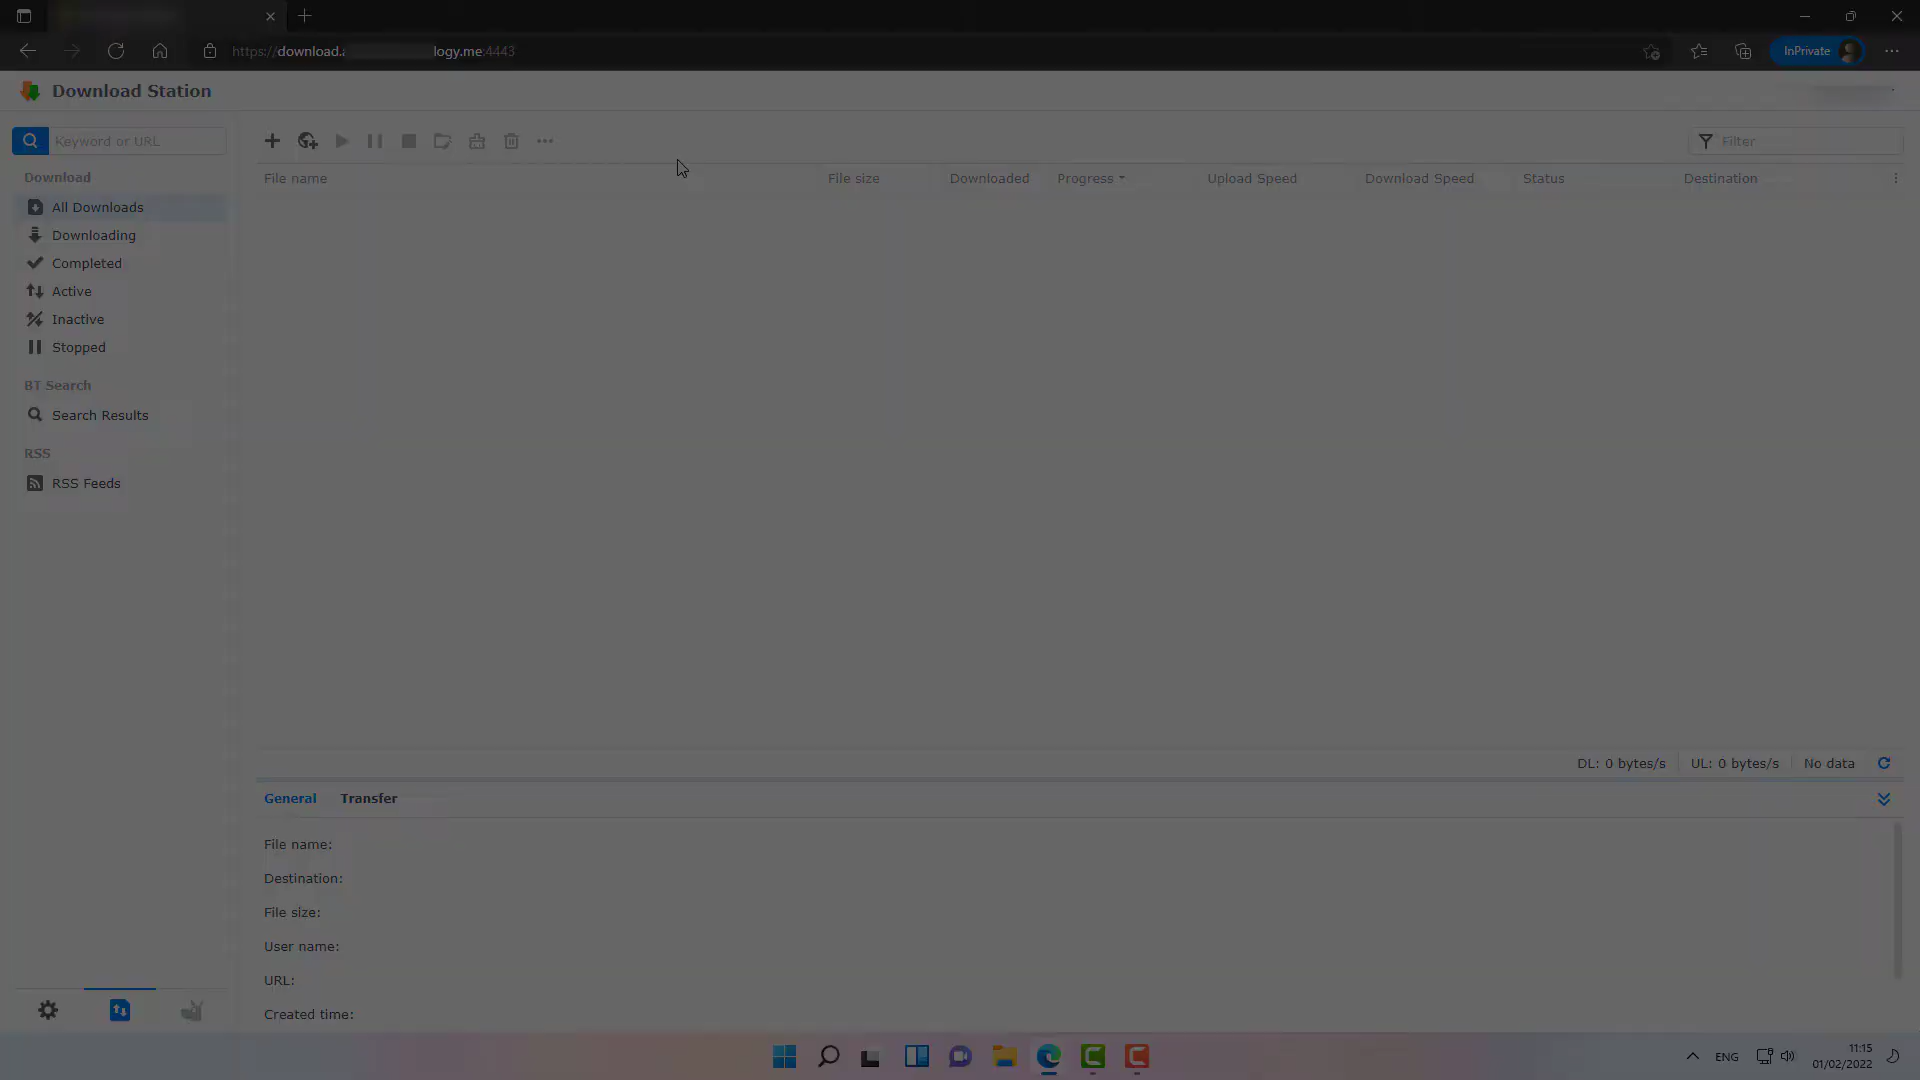 https://download. logy.me:4443
InPrivate
Download Station
Keyword or URL
Filter
Download
All Downloads
Downloading
Completed
Active
Inactive
Stopped
BT Search
Search Results
RSS
RSS Feeds
File name File size Downloaded Progress Upload Speed Download Speed Status Destination
DL: 0 bytes/s UL: 0 bytes/s No data
General Transfer
File name:
Destination:
File size:
User name:
URL:
Created time:
ENG
11:15
01/02/2022